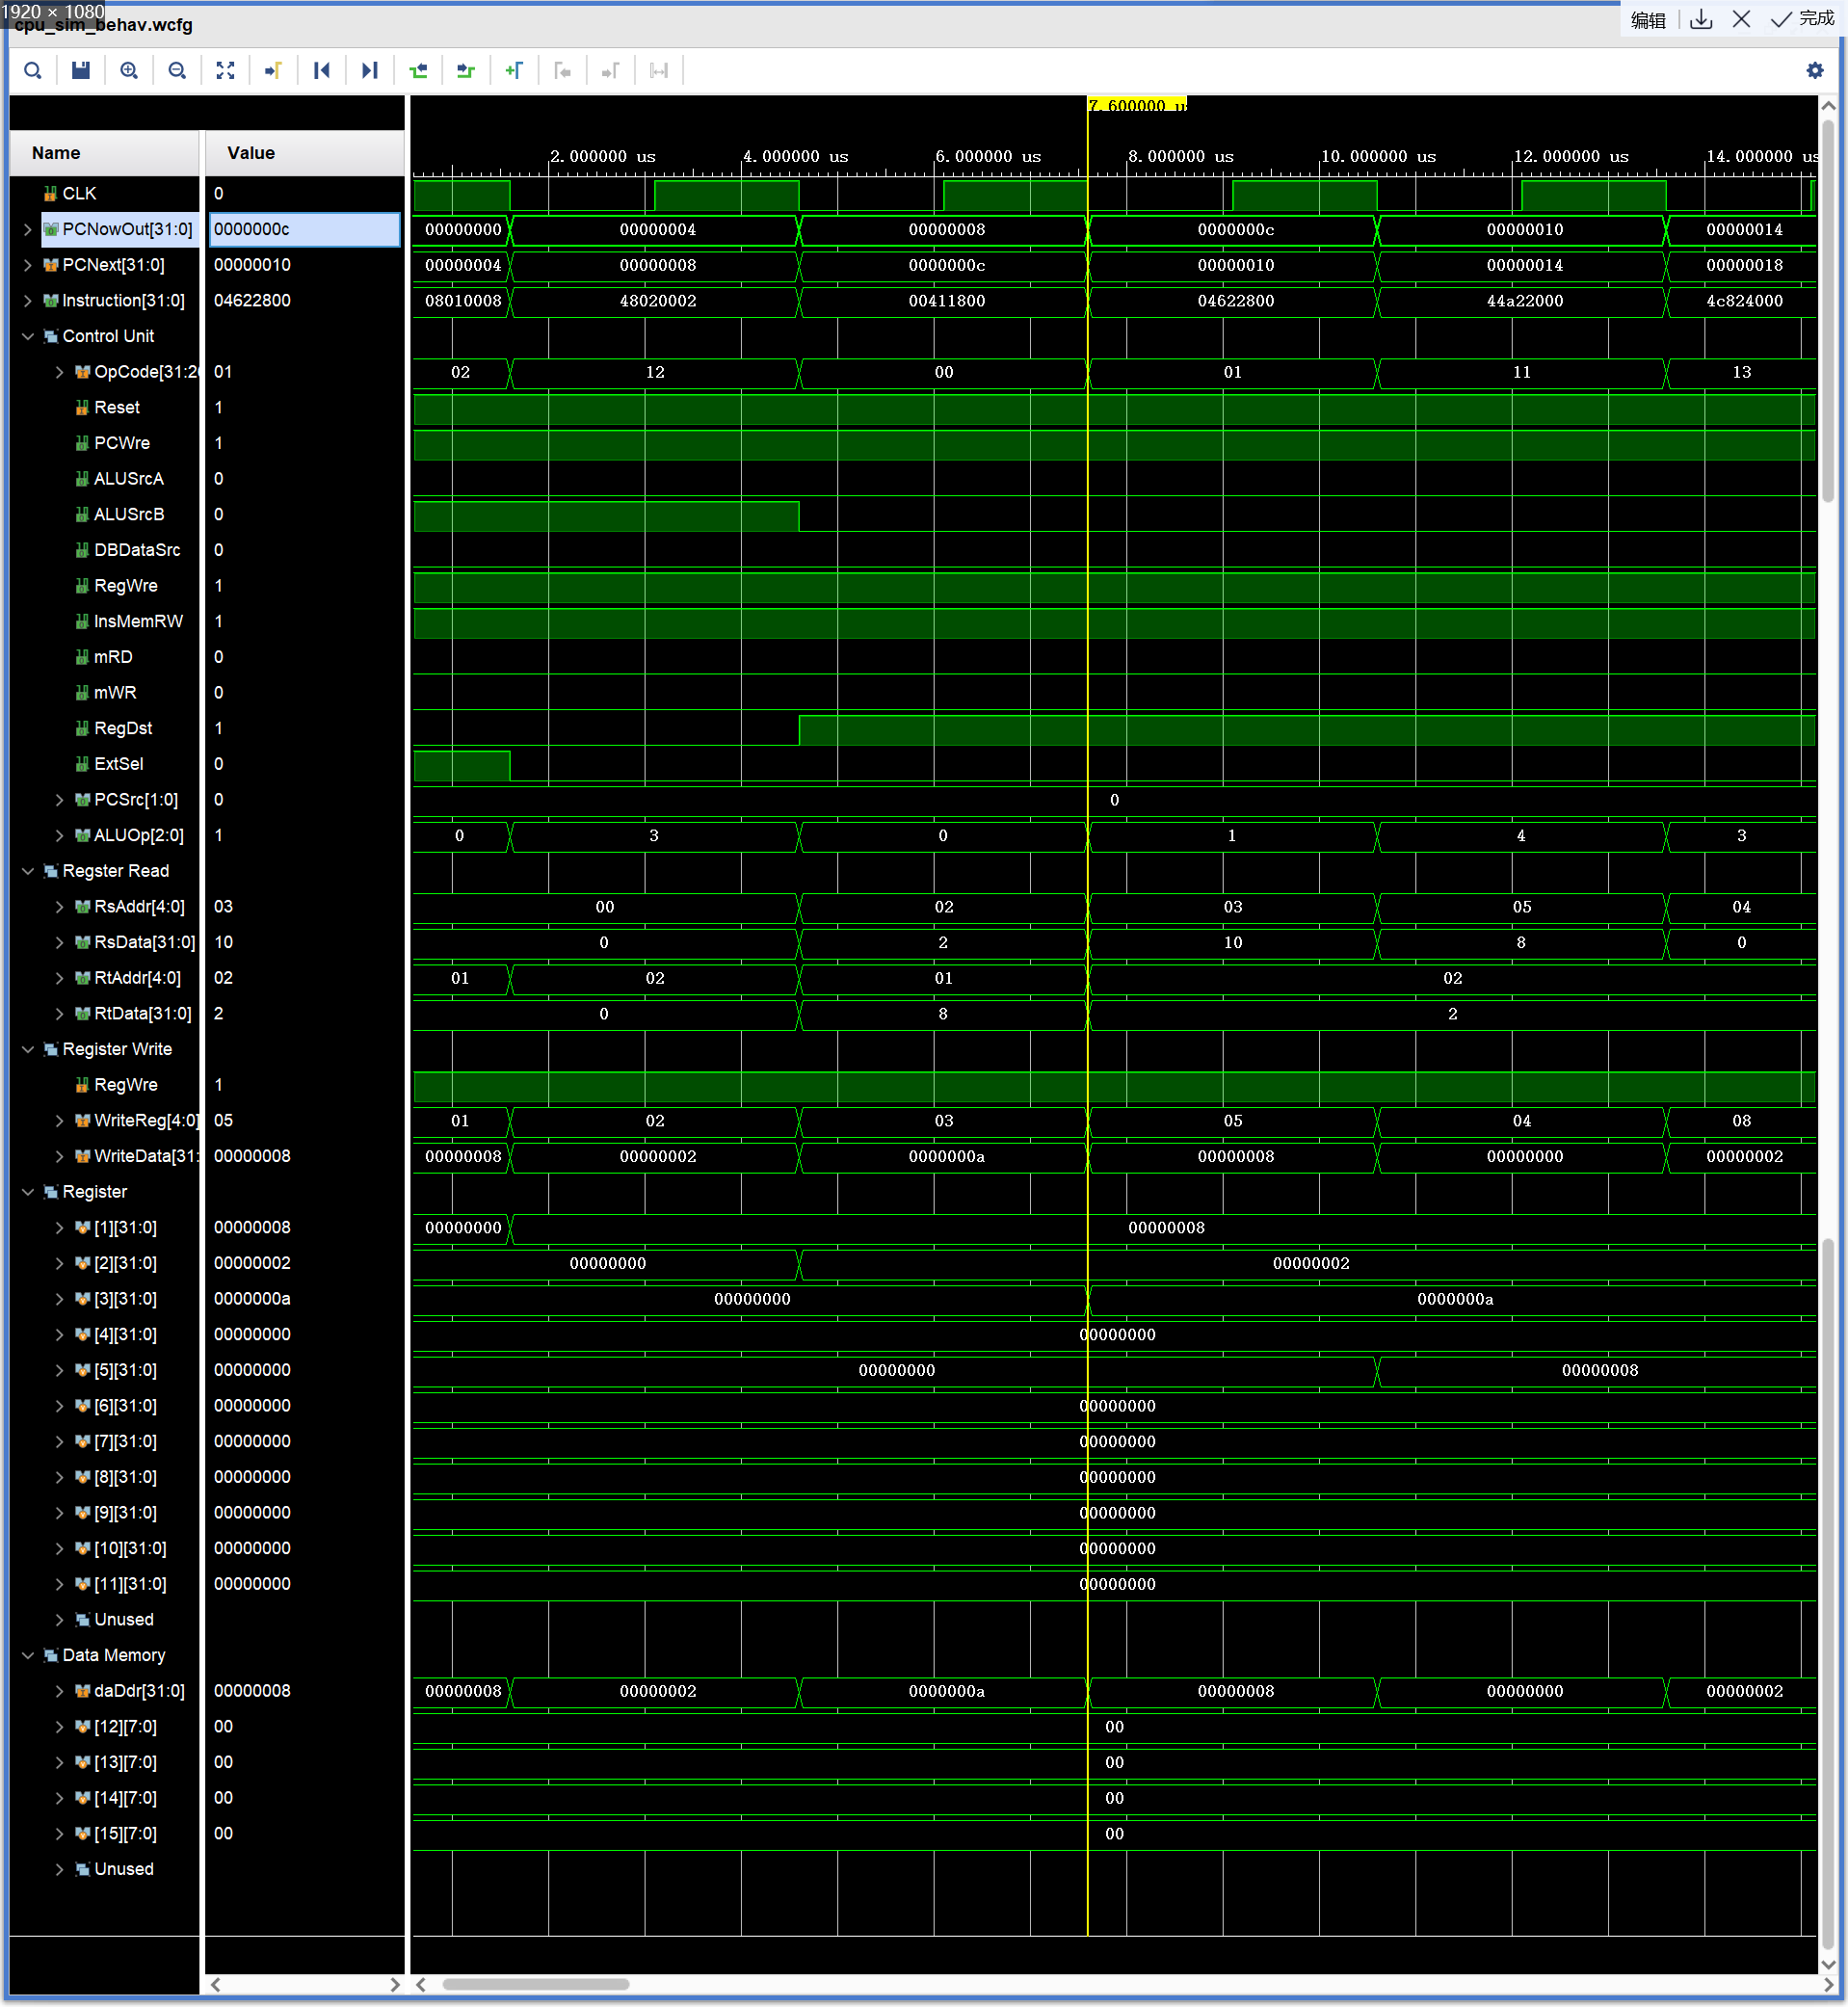 1920 × 1080
cpu_sim_behav.wcfg
编辑 完成
7.600000 u
Name Value
2.000000 us 4.000000 us 6.000000 us 8.000000 us 10.000000 us 12.000000 us 14.000000 us
CLK 0
PCNowOut[31:0] 0000000c 00000000 00000004 00000008 0000000c 00000010 00000014
PCNext[31:0] 00000010 00000004 00000008 0000000c 00000010 00000014 00000018
Instruction[31:0] 04622800 08010008 48020002 00411800 04622800 44a22000 4c824000
Control Unit
OpCode[31:26 01 02 12 00 01 11 13
Reset 1
PCWre 1
ALUSrcA 0
ALUSrcB 0
DBDataSrc 0
RegWre 1
InsMemRW 1
mRD 0
mWR 0
RegDst 1
ExtSel 0
PCSrc[1:0] 0 0
ALUOp[2:0] 1 0 3 0 1 4 3
Regster Read
RsAddr[4:0] 03 00 02 03 05 04
RsData[31:0] 10 0 2 10 8 0
RtAddr[4:0] 02 01 02 01 02
RtData[31:0] 2 0 8 2
Register Write
RegWre 1
WriteReg[4:0] 05 01 02 03 05 04 08
WriteData[31: 00000008 00000008 00000002 0000000a 00000008 00000000 00000002
Register
[1][31:0] 00000008 00000000 00000008
[2][31:0] 00000002 00000000 00000002
[3][31:0] 0000000a 00000000 0000000a
[4][31:0] 00000000 00000000
[5][31:0] 00000000 00000000 00000008
[6][31:0] 00000000 00000000
[7][31:0] 00000000 00000000
[8][31:0] 00000000 00000000
[9][31:0] 00000000 00000000
[10][31:0] 00000000 00000000
[11][31:0] 00000000 00000000
Unused
Data Memory
daDdr[31:0] 00000008 00000008 00000002 0000000a 00000008 00000000 00000002
[12][7:0] 00 00
[13][7:0] 00 00
[14][7:0] 00 00
[15][7:0] 00 00
Unused